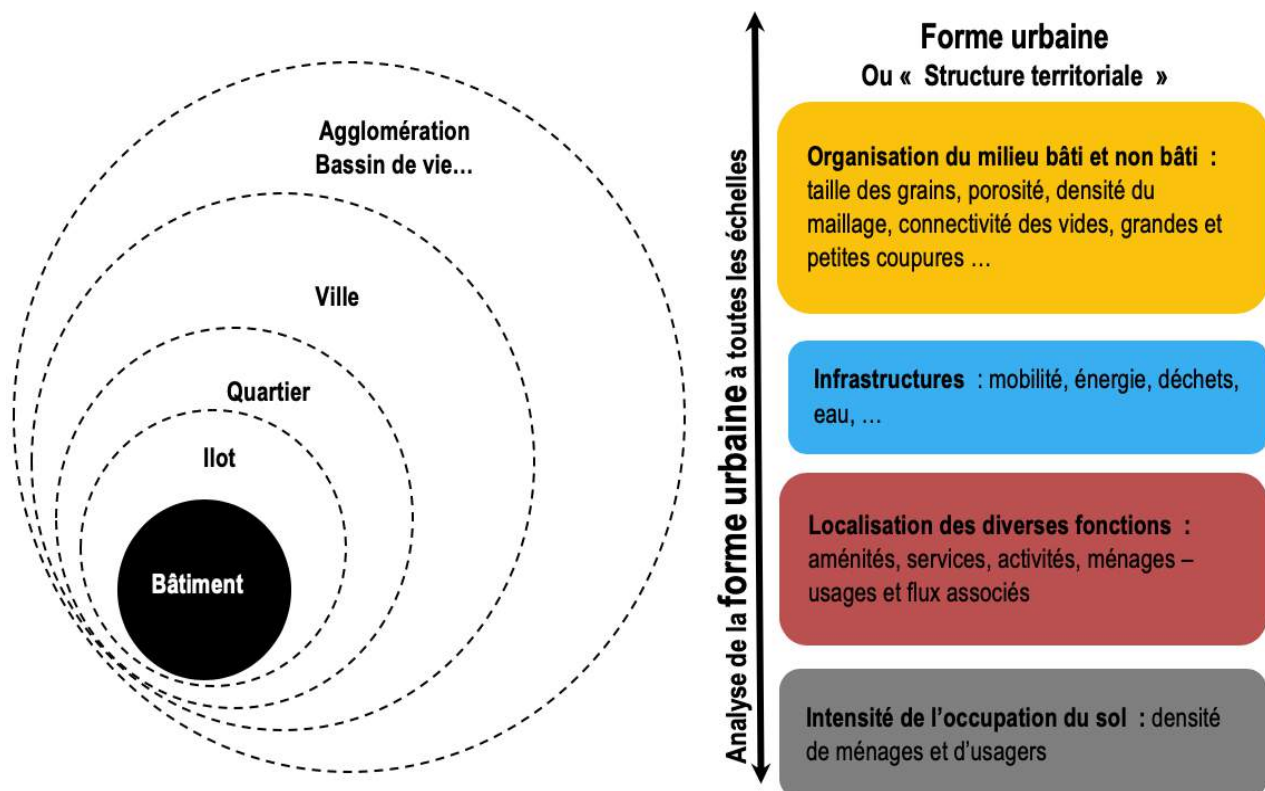 Agglomération
Bassin de vie…
Ville
Quartier
Ilot
Bâtiment
Analyse de la forme urbaine à toutes les échelles
Forme urbaine
Ou « Structure territoriale »
Organisation du milieu bâti et non bâti :
taille des grains, porosité, densité du
maillage, connectivité des vides, grandes et
petites coupures …
Infrastructures : mobilité, énergie, déchets,
eau, …
Localisation des diverses fonctions :
aménités, services, activités, ménages –
usages et flux associés
Intensité de l’occupation du sol : densité
de ménages et d’usagers